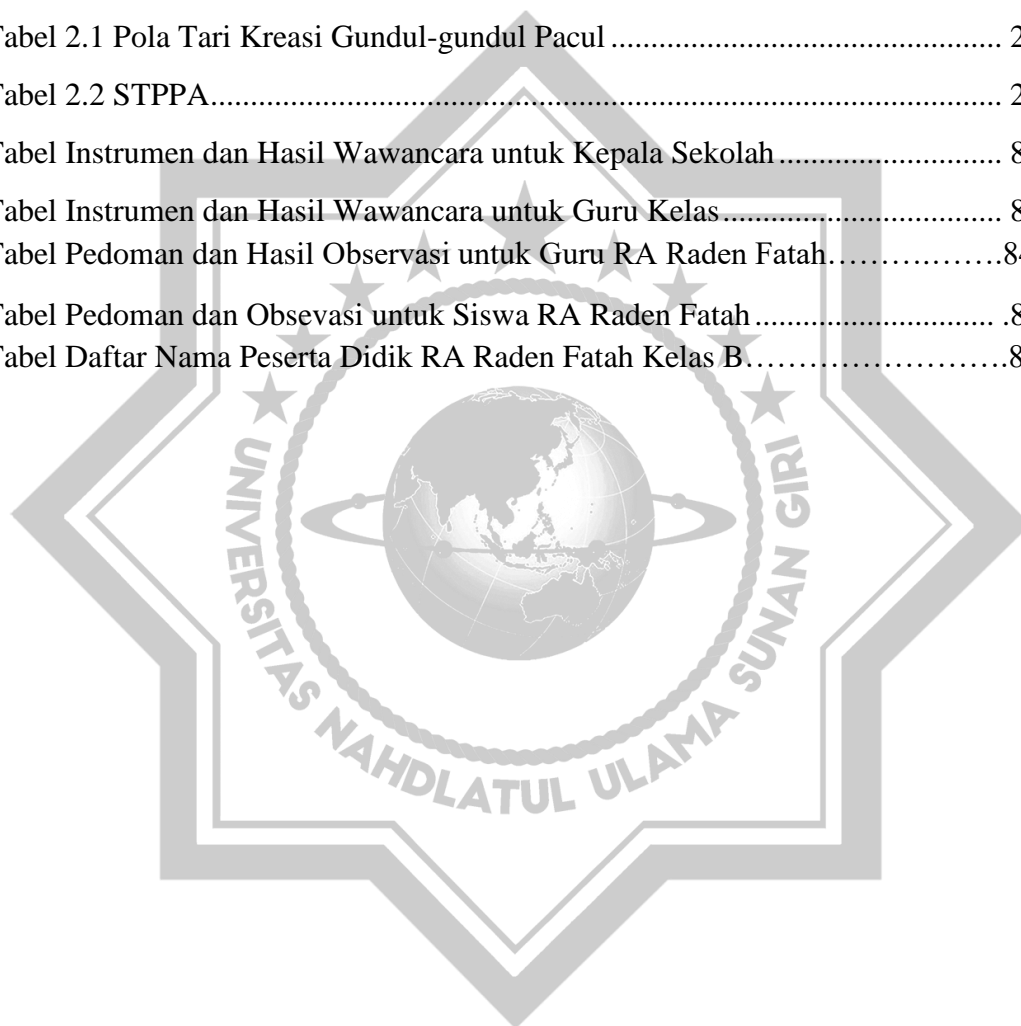 Tabel 2.1 Pola Tari Kreasi Gundul-gundul Pacul ................................................ 2
Tabel 2.2 STPPA................................................................................................. 2
Tabel Instrumen dan Hasil Wawancara untuk Kepala Sekolah ........................... 8
Tabel Instrumen dan Hasil Wawancara untuk Guru Kelas.................................. 8
Tabel Pedoman dan Hasil Observasi untuk Guru RA Raden Fatah…………….84
Tabel Pedoman dan Obsevasi untuk Siswa RA Raden Fatah .............................. .8
Tabel Daftar Nama Peserta Didik RA Raden Fatah Kelas B…………………….8
UNIVERSITAS NAHDLATUL ULAMA SUNAN GIRI